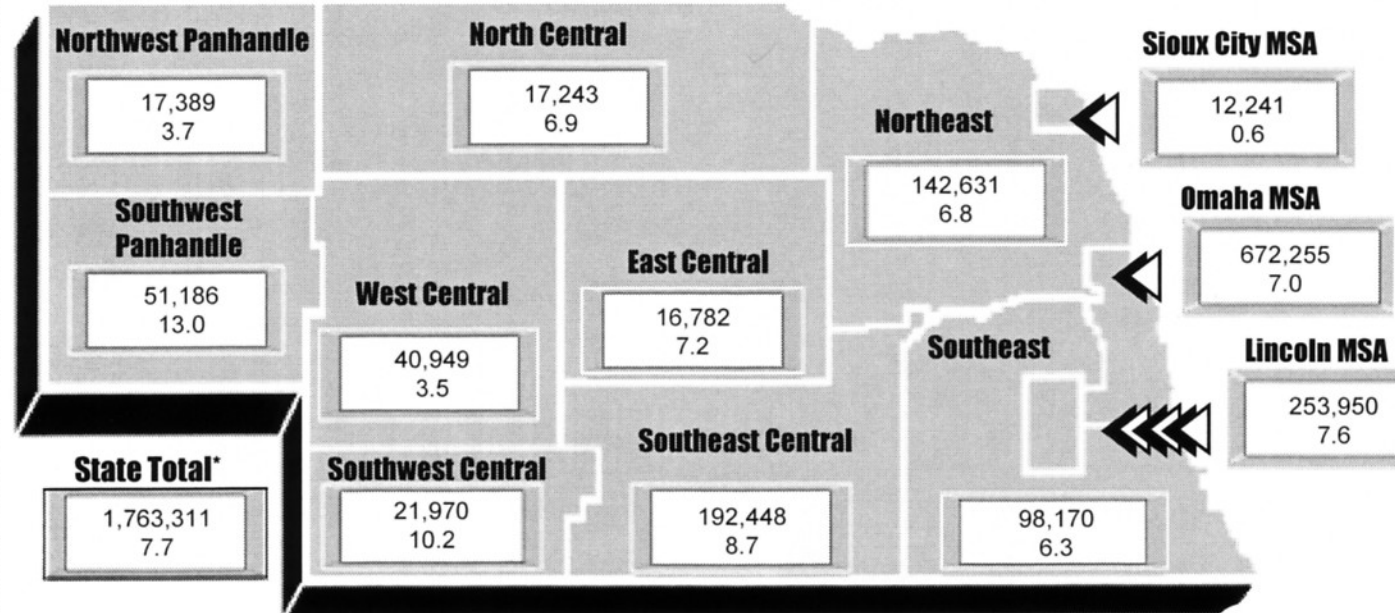 Northwest Panhandle
17,389
3.7
North Central
17,243
6.9
Sioux City MSA
12,241
0.6
Northeast
142,631
6.8
Omaha MSA
672,255
7.0
Southwest
Panhandle
51,186
13.0
West Central
40,949
3.5
East Central
16,782
7.2
Southeast
98,170
6.3
Lincoln MSA
253,950
7.6
State Total*
1,763,311
7.7
Southwest Central
21,970
10.2
Southeast Central
192,448
8.7